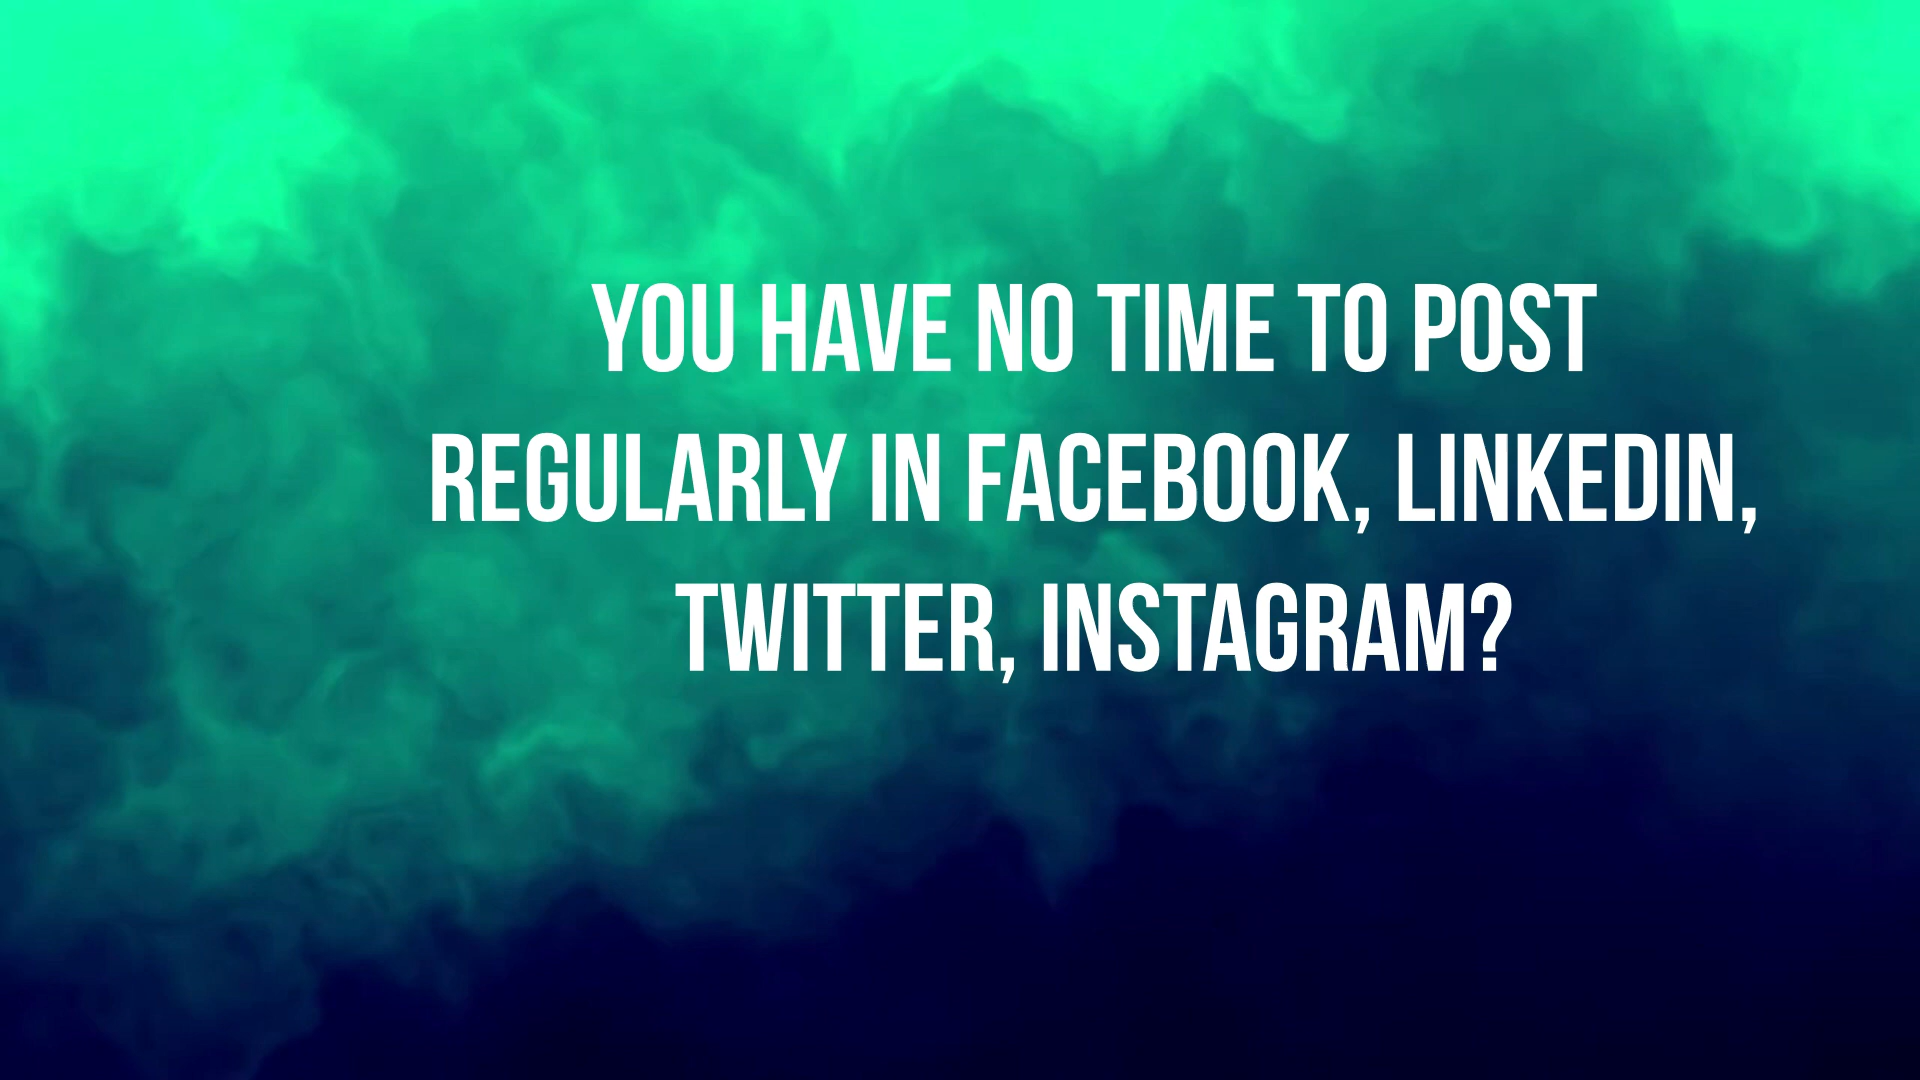 YOU HAVE NO TIME TO POST
REGULARLY IN FACEBOOK, LINKEDIN,
TWITTER, INSTAGRAM?